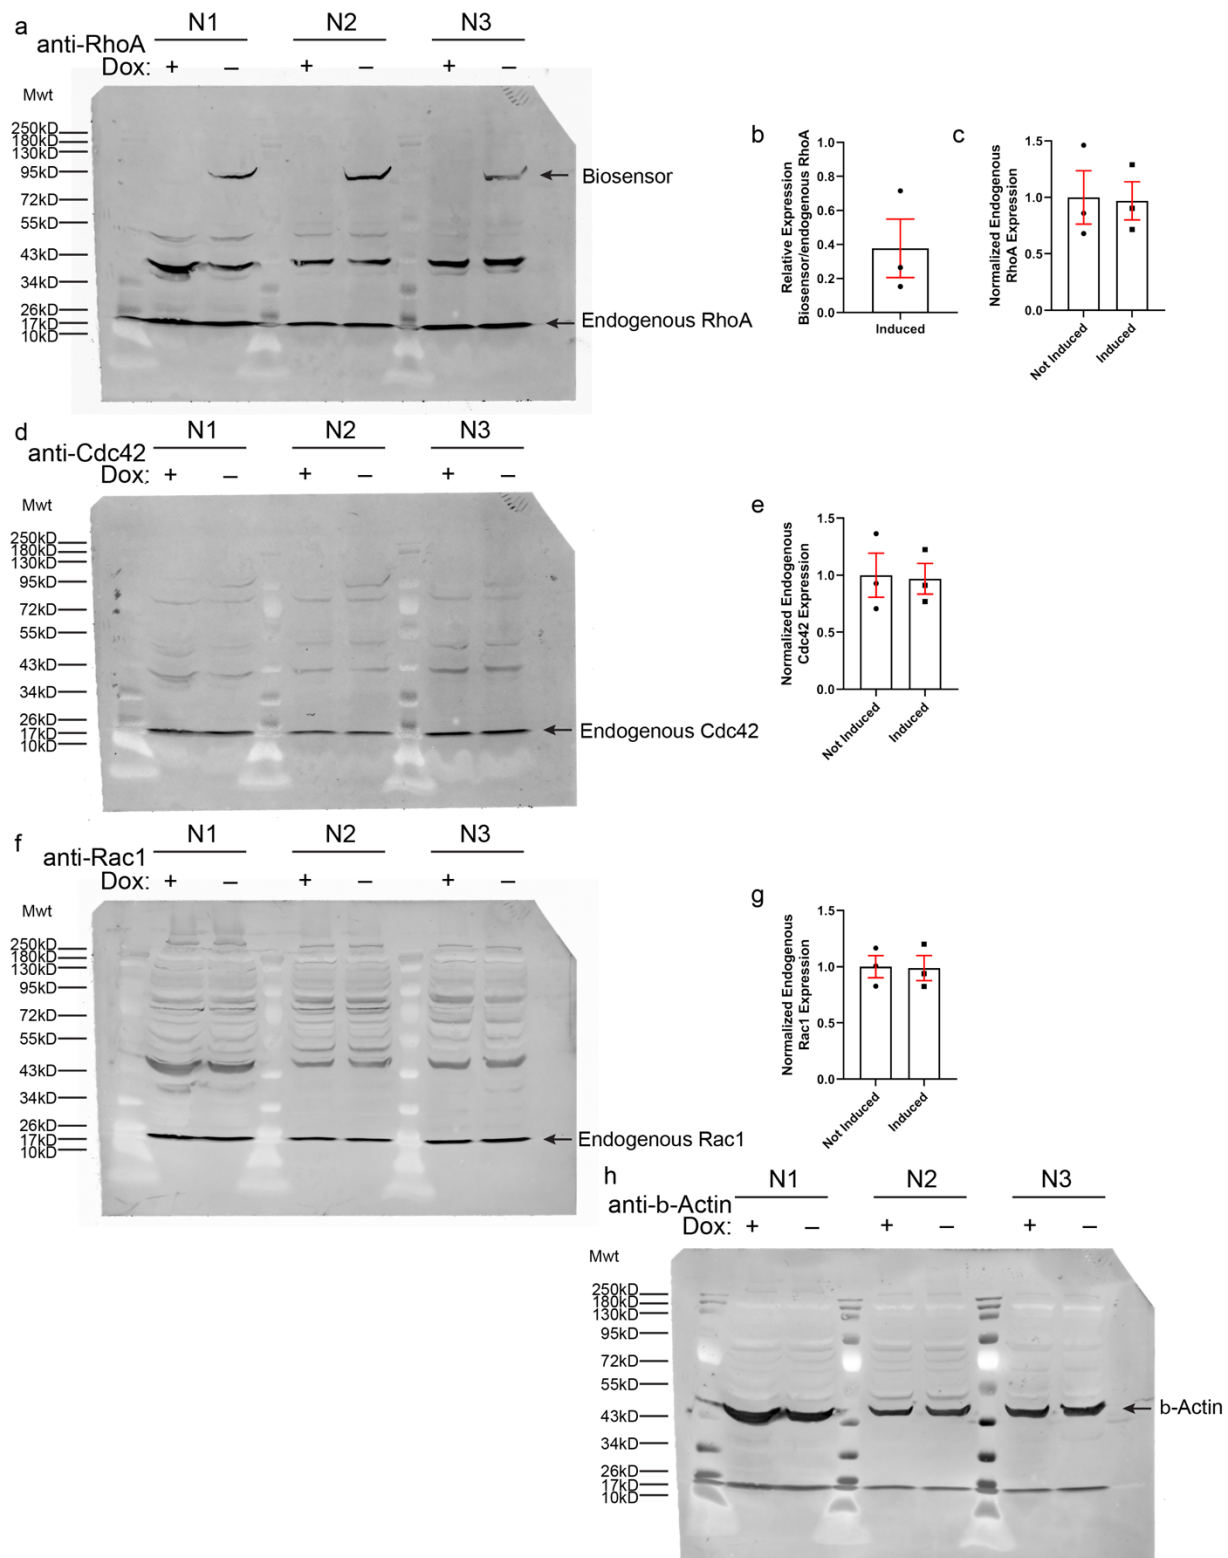 a
N1 N2 N3
anti-RhoA
Dox: + – + – + –
Mwt
250kD
180kD
130kD
95kD
72kD
55kD
43kD
34kD
26kD
17kD
10kD
Biosensor
Endogenous RhoA
b
Relative Expression
Biosensor/endogenous RhoA
1.0
0.8
0.6
0.4
0.2
0.0
Induced
c
Normalized Endogenous
RhoA Expression
1.5
1.0
0.5
0.0
Not Induced
Induced
d
N1 N2 N3
anti-Cdc42
Dox: + – + – + –
Mwt
250kD
180kD
130kD
95kD
72kD
55kD
43kD
34kD
26kD
17kD
10kD
Endogenous Cdc42
e
Normalized Endogenous
Cdc42 Expression
1.5
1.0
0.5
0.0
Not Induced
Induced
f
N1 N2 N3
anti-Rac1
Dox: + – + – + –
Mwt
250kD
180kD
130kD
95kD
72kD
55kD
43kD
34kD
26kD
17kD
10kD
Endogenous Rac1
g
Normalized Endogenous
Rac1 Expression
1.5
1.0
0.5
0.0
Not Induced
Induced
h
N1 N2 N3
anti-b-Actin
Dox: + – + – + –
Mwt
250kD
180kD
130kD
95kD
72kD
55kD
43kD
34kD
26kD
17kD
10kD
b-Actin